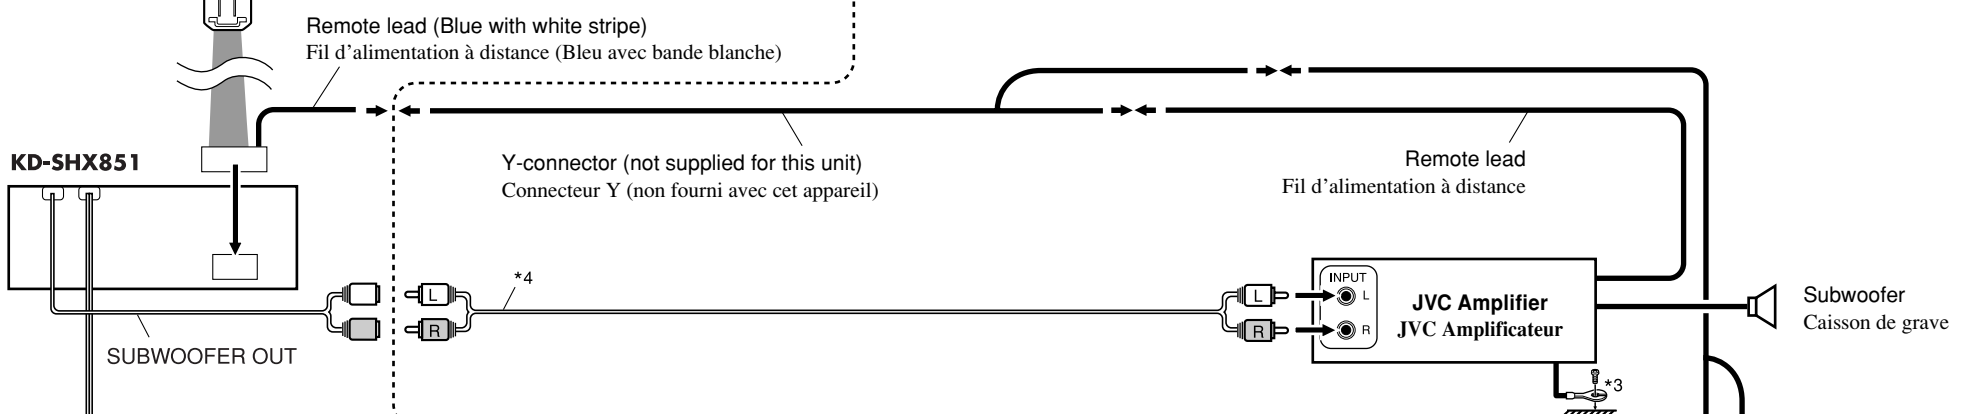 Remote lead (Blue with white stripe)
Fil d'alimentation à distance (Bleu avec bande blanche)
KD-SHX851
Y-connector (not supplied for this unit)
Connecteur Y (non fourni avec cet appareil)
Remote lead
Fil d'alimentation à distance
*4
L
R
L
R
INPUT
L
R
JVC Amplifier
JVC Amplificateur
Subwoofer
Caisson de grave
SUBWOOFER OUT
*3